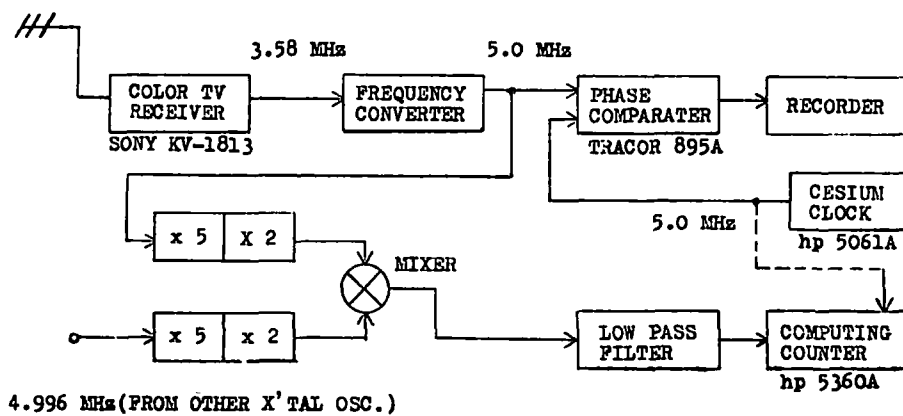 3.58 MHz
5.0 MHz
COLOR TV
RECEIVER
FREQUENCY
CONVERTER
PHASE
COMPARATER
RECORDER
SONY KV-1813
TRACOR 895A
CESIUM
CLOCK
5.0 MHz
hp 5061A
x 5
X 2
MIXER
x 5
x 2
LOW PASS
FILTER
COMPUTING
COUNTER
hp 5360A
4.996 MHz(FROM OTHER X'TAL OSC.)